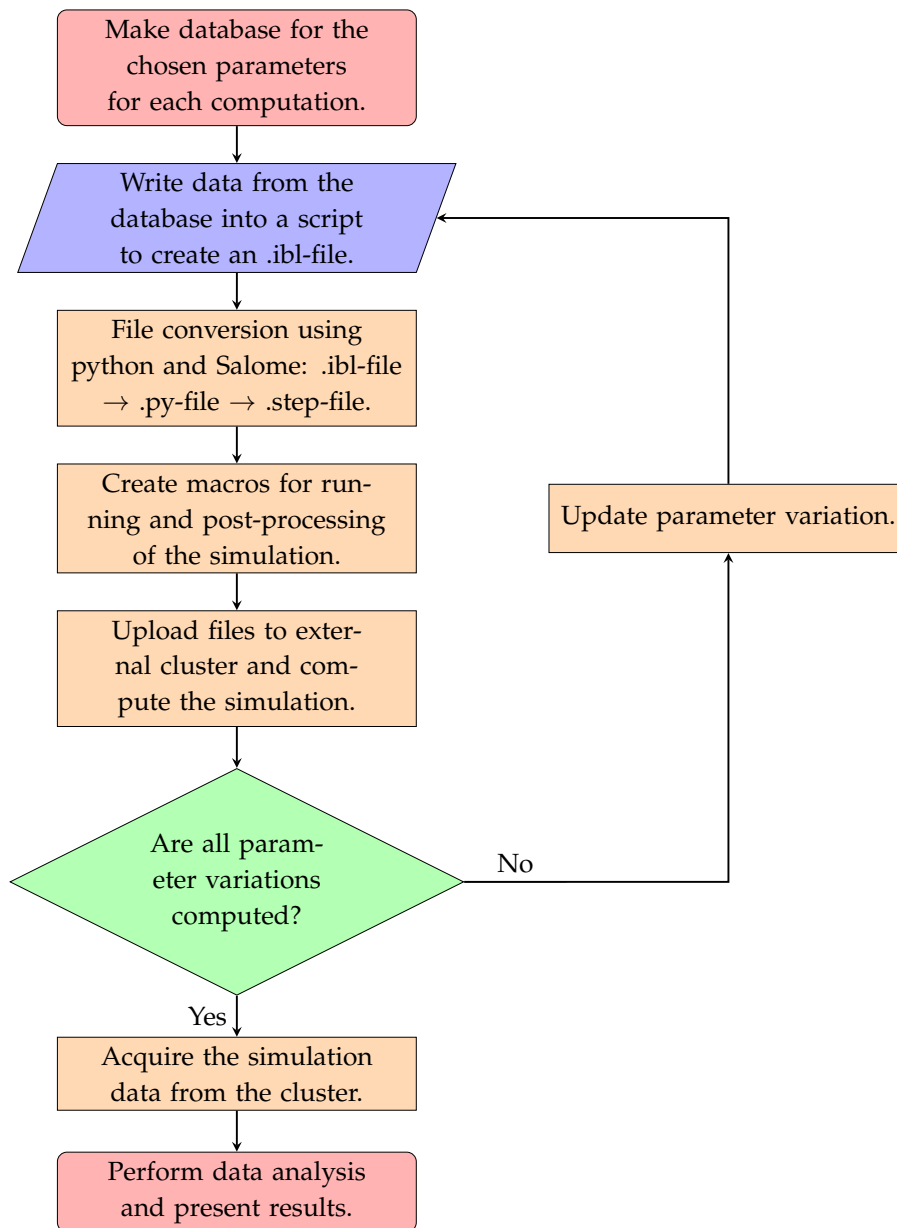 Make database for the
chosen parameters
for each computation.
Write data from the
database into a script
to create an .ibl-file.
File conversion using
python and Salome: .ibl-file
→ .py-file → .step-file.
Create macros for run-
ning and post-processing
of the simulation.
Update parameter variation.
Upload files to exter-
nal cluster and com-
pute the simulation.
Are all param-
eter variations
computed?
No
Yes
Acquire the simulation
data from the cluster.
Perform data analysis
and present results.